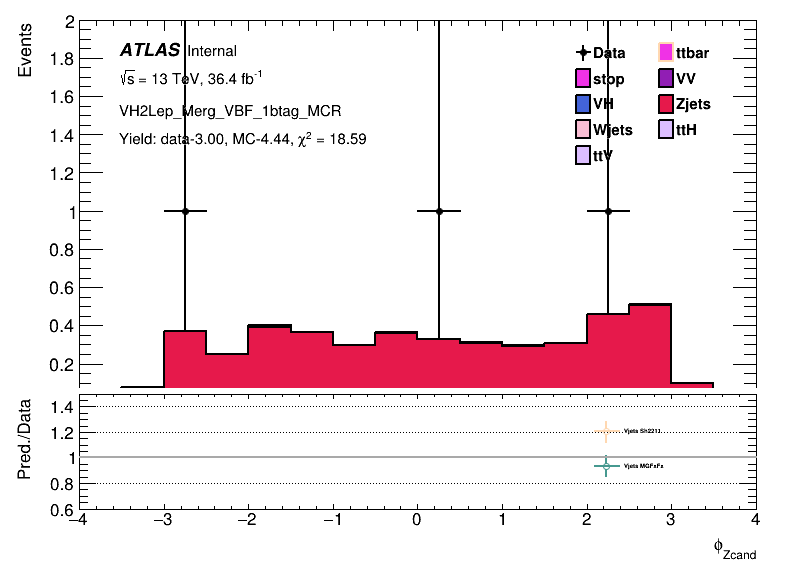 Events
2
1.8
1.6
1.4
1.2
1
0.8
0.6
0.4
0.2
ATLAS Internal
√s = 13 TeV, 36.4 fb⁻¹
VH2Lep_Merg_VBF_1btag_MCR
Yield: data-3.00, MC-4.44, χ² = 18.59
Data ttbar
stop VV
VH Zjets
Wjets ttH
ttV
Pred./Data
1.4
1.2
1
0.8
0.6
Vjets Sh2211
Vjets MGFxFx
−4 −3 −2 −1 0 1 2 3 4
ϕ_Zcand